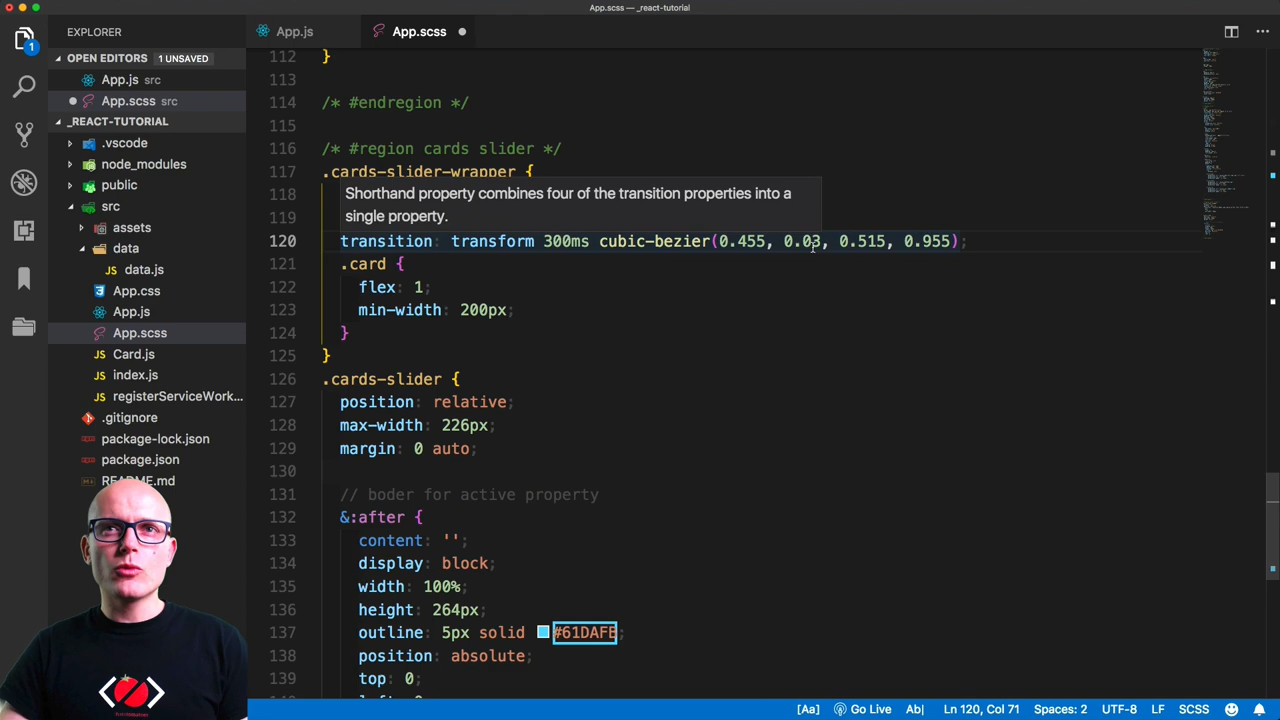 App.scss — _react-tutorial
EXPLORER
App.js
App.scss
OPEN EDITORS 1 UNSAVED
App.js src
App.scss src
_REACT-TUTORIAL
.vscode
node_modules
public
src
assets
data
data.js
App.css
App.js
App.scss
Card.js
index.js
registerServiceWork...
.gitignore
package-lock.json
package.json
README.md
1
112 }
113
114 /* #endregion */
115
116 /* #region cards slider */
117 .cards-slider-wrapper {
118
Shorthand property combines four of the transition properties into a
119
single property.
120 transition: transform 300ms cubic-bezier(0.455, 0.03, 0.515, 0.955);
121 .card {
122 flex: 1;
123 min-width: 200px;
124 }
125 }
126 .cards-slider {
127 position: relative;
128 max-width: 226px;
129 margin: 0 auto;
130
131 // boder for active property
132 &:after {
133 content: '';
134 display: block;
135 width: 100%;
136 height: 264px;
137 outline: 5px solid #61DAFB;
138 position: absolute;
139 top: 0;
[Aa] Go Live Ab| Ln 120, Col 71 Spaces: 2 UTF-8 LF SCSS